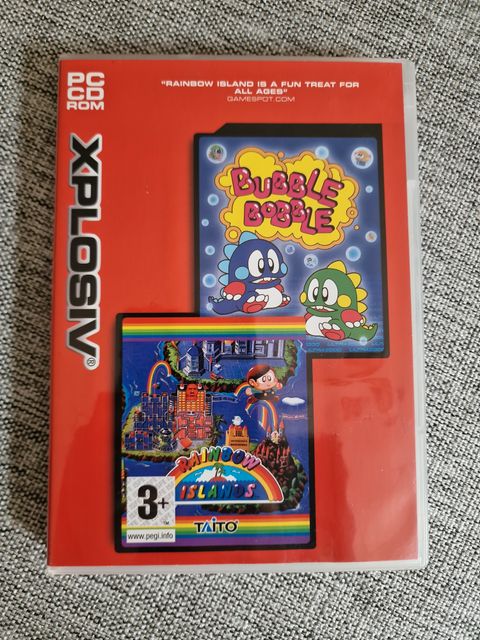 PC
CD
ROM
"RAINBOW ISLAND IS A FUN TREAT FOR
ALL AGES"
GAMESPOT.COM
XPLOSIV®
BUBBLE
BOBBLE
RAINBOW
ISLANDS
3+
™
www.pegi.info
TAITO